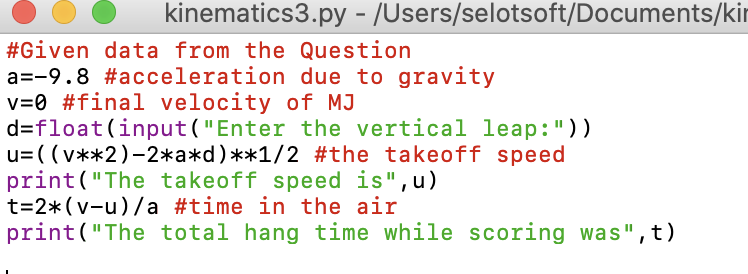 kinematics3.py - /Users/selotsoft/Documents/kin
#Given data from the Question
a=-9.8 #acceleration due to gravity
v=0 #final velocity of MJ
d=float(input("Enter the vertical leap:"))
u=((v**2)-2*a*d)**1/2 #the takeoff speed
print("The takeoff speed is",u)
t=2*(v-u)/a #time in the air
print("The total hang time while scoring was",t)